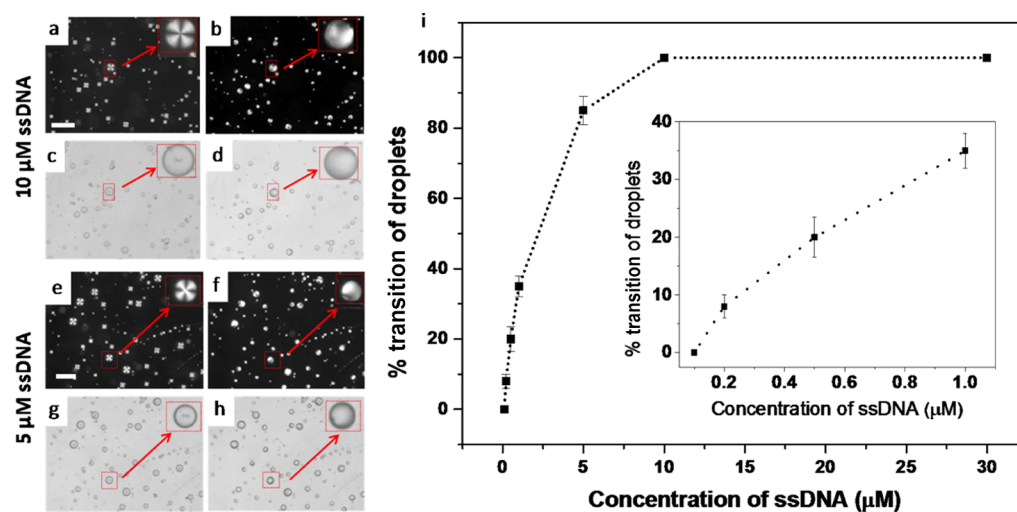 10 µM ssDNA
a
b
c
d
5 µM ssDNA
e
f
g
h
i
% transition of droplets
100
80
60
40
20
0
0 5 10 15 20 25 30
Concentration of ssDNA (µM)
% transition of droplets
40
30
20
10
0
0.2 0.4 0.6 0.8 1.0
Concentration of ssDNA (µM)